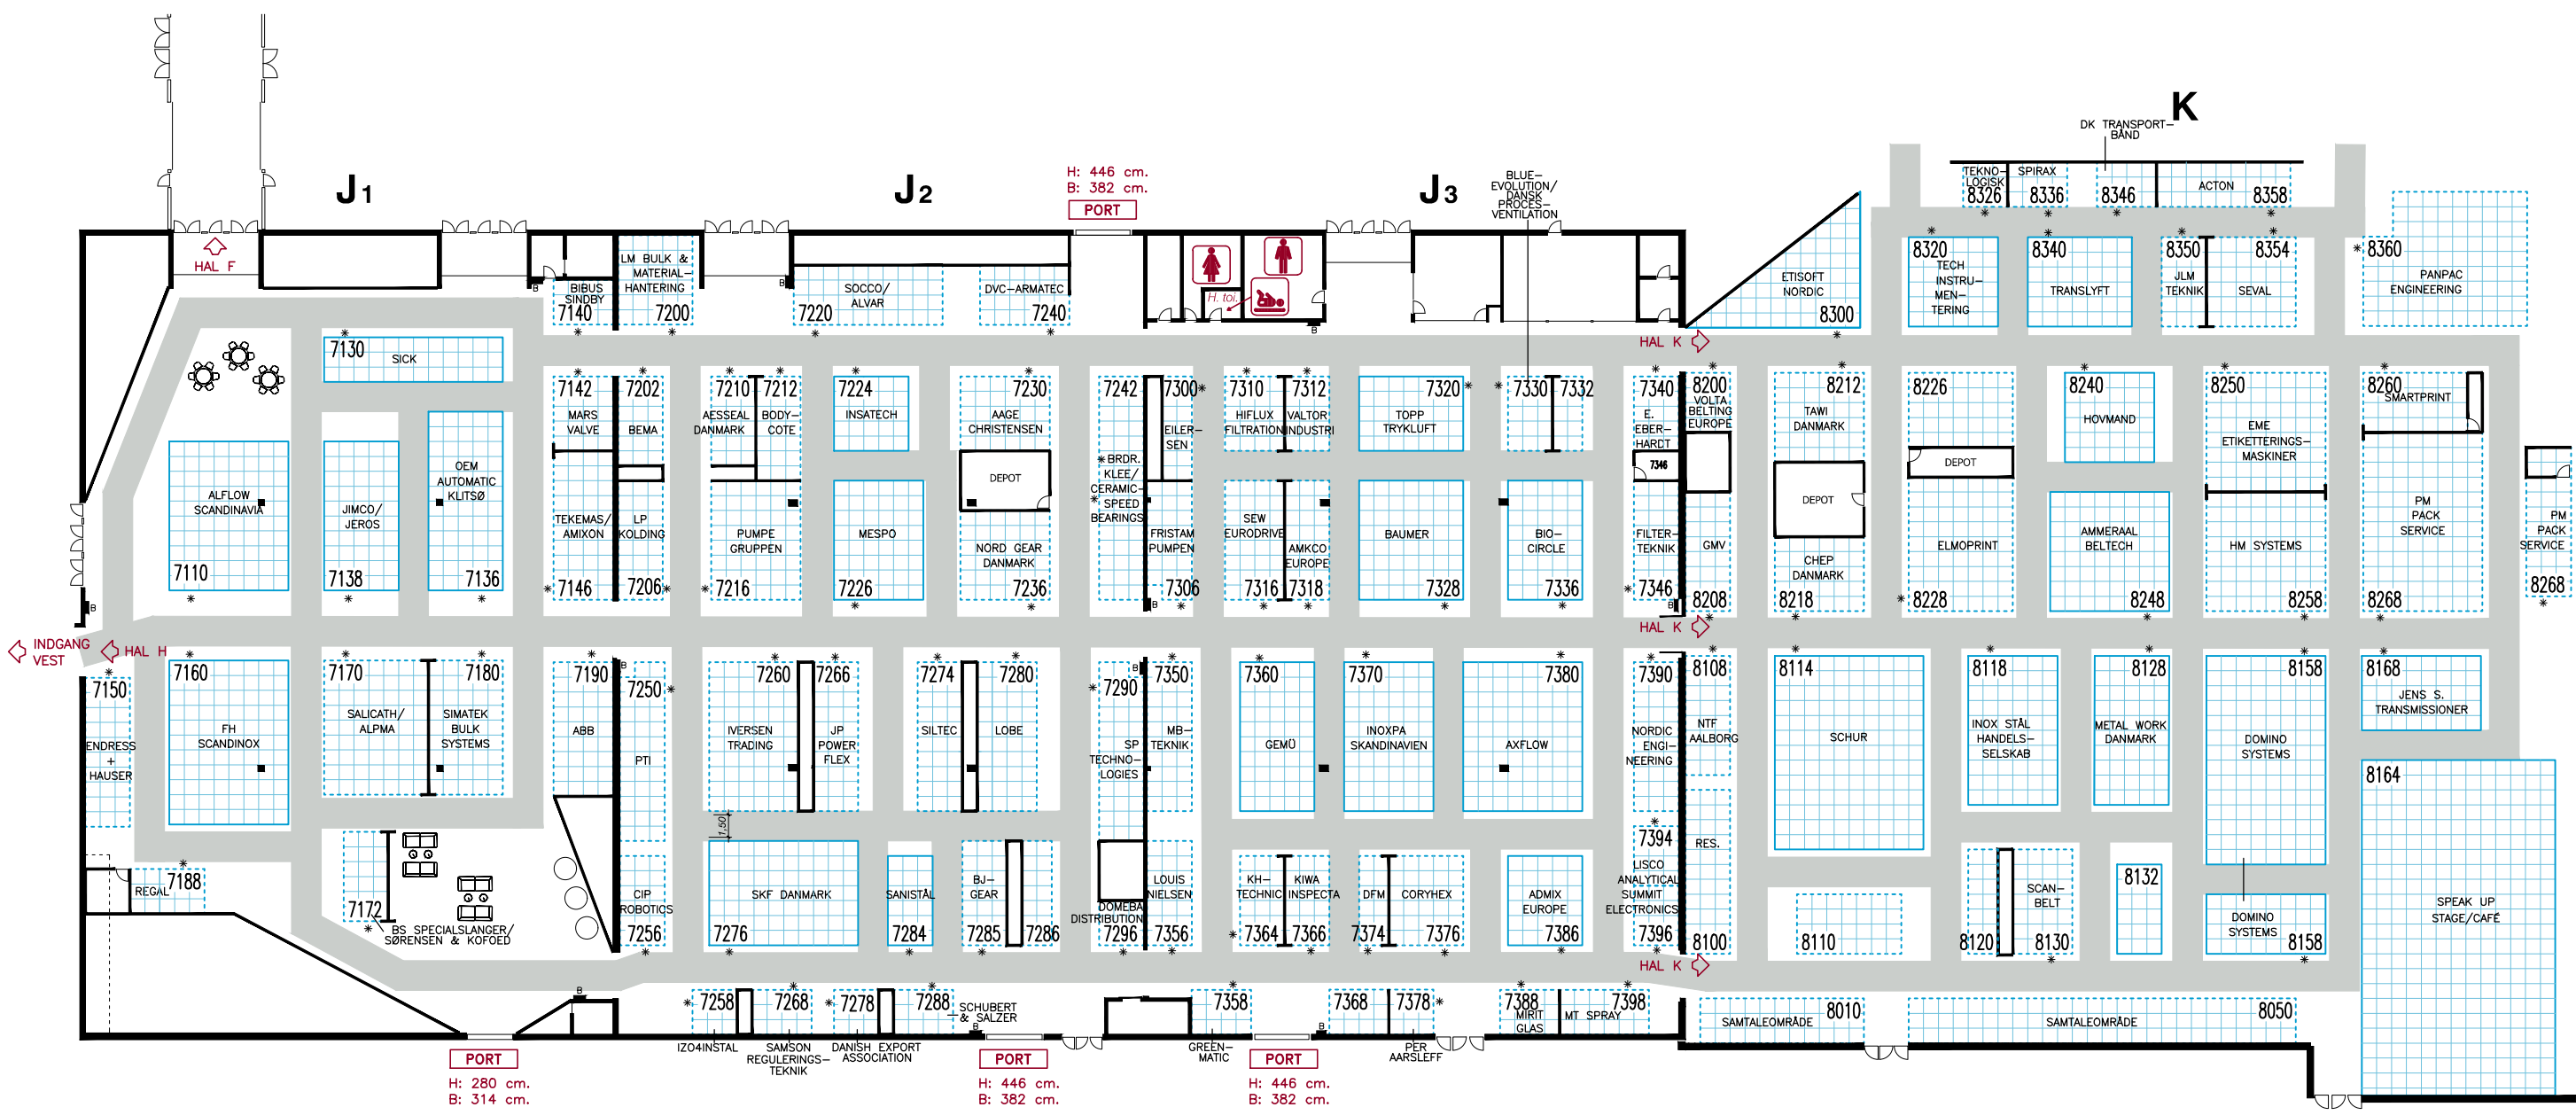 K
DK TRANSPORT-
BÅND
J1
J2
J3
H: 446 cm.
B: 382 cm.
PORT
BLUE-
EVOLUTION/
DANSK
PROCES-
VENTILATION
TEKNO-
LOGISK
8326
SPIRAX
8336
8346
ACTON
8358
HAL F
BIBUS
SINDBY
7140
LM BULK &
MATERIAL-
HANTERING
7200
SOCCO/
ALVAR
7220
DVC-ARMATEC
7240
H. toi.
ETISOFT
NORDIC
8300
8320
TECH
INSTRU-
MEN-
TERING
8340
TRANSLYFT
8350
JLM
TEKNIK
8354
SEVAL
8360
PANPAC
ENGINEERING
HAL K
7130
SICK
7142
MARS
VALVE
7202
BEMA
7210
AESSEAL
DANMARK
7212
BODY-
COTE
7224
INSATECH
7230
AAGE
CHRISTENSEN
DEPOT
7242
BRDR.
KLEE/
CERAMIC-
SPEED
BEARINGS
7300
EILER-
SEN
7310
HIFLUX
FILTRATION
7312
VALTOR
INDUSTRI
7320
TOPP
TRYKLUFT
7330
7332
7340
E.
EBER-
HARDT
7346
8200
VOLTA
BELTING
EUROPE
8212
TAWI
DANMARK
DEPOT
8226
DEPOT
8240
HOVMAND
8250
EME
ETIKETTERINGS-
MASKINER
8260
SMARTPRINT
ALFLOW
SCANDINAVIA
7110
JIMCO/
JEROS
7138
OEM
AUTOMATIC
KLITSØ
7136
TEKEMAS/
AMIXON
7146
LP
KOLDING
7206
PUMPE
GRUPPEN
7216
MESPO
7226
NORD GEAR
DANMARK
7236
FRISTAM
PUMPEN
7306
SEW
EURODRIVE
7316
AMKCO
EUROPE
7318
BAUMER
7328
BIO-
CIRCLE
7336
FILTER-
TEKNIK
7346
GMV
8208
CHEP
DANMARK
8218
ELMOPRINT
8228
AMMERAAL
BELTECH
8248
HM SYSTEMS
8258
PM
PACK
SERVICE
8268
PM
PACK
SERVICE
8268
INDGANG
VEST
HAL H
HAL K
7150
ENDRESS
+
HAUSER
7160
FH
SCANDINOX
7170
SALICATH/
ALPMA
7180
SIMATEK
BULK
SYSTEMS
7190
ABB
7250
PTI
7260
IVERSEN
TRADING
7266
JP
POWER
FLEX
7274
SILTEC
7280
LOBE
7290
SP
TECHNO-
LOGIES
7350
MB-
TEKNIK
7360
GEMÜ
7370
INOXPA
SKANDINAVIEN
7380
AXFLOW
7390
NORDIC
ENGI-
NEERING
8108
NTF
AALBORG
8114
SCHUR
8118
INOX STÅL
HANDELS-
SELSKAB
8128
METAL WORK
DANMARK
8158
DOMINO
SYSTEMS
8168
JENS S.
TRANSMISSIONER
8164
SPEAK UP
STAGE/CAFÉ
1,50
REGAL
7188
7172
BS SPECIALSLANGER/
SØRENSEN & KOFOED
CIP
ROBOTICS
7256
SKF DANMARK
7276
SANISTÅL
7284
BJ-
GEAR
7285
7286
DOMEBA
DISTRIBUTION
7296
LOUIS
NIELSEN
7356
KH-
TECHNIC
7364
KIWA
INSPECTA
7366
DFM
7374
CORYHEX
7376
ADMIX
EUROPE
7386
7394
LISCO
ANALYTICAL
SUMMIT
ELECTRONICS
7396
RES.
8100
8110
8120
SCAN-
BELT
8130
8132
DOMINO
SYSTEMS
8158
HAL K
7258
7268
7278
7288
SCHUBERT
& SALZER
7358
7368
7378
7388
MIRIT
GLAS
7398
MT SPRAY
SAMTALEOMRÅDE
8010
SAMTALEOMRÅDE
8050
IZO4INSTAL
SAMSON
REGULERINGS-
TEKNIK
DANISH EXPORT
ASSOCIATION
GREEN-
MATIC
PER
AARSLEFF
PORT
H: 280 cm.
B: 314 cm.
PORT
H: 446 cm.
B: 382 cm.
PORT
H: 446 cm.
B: 382 cm.